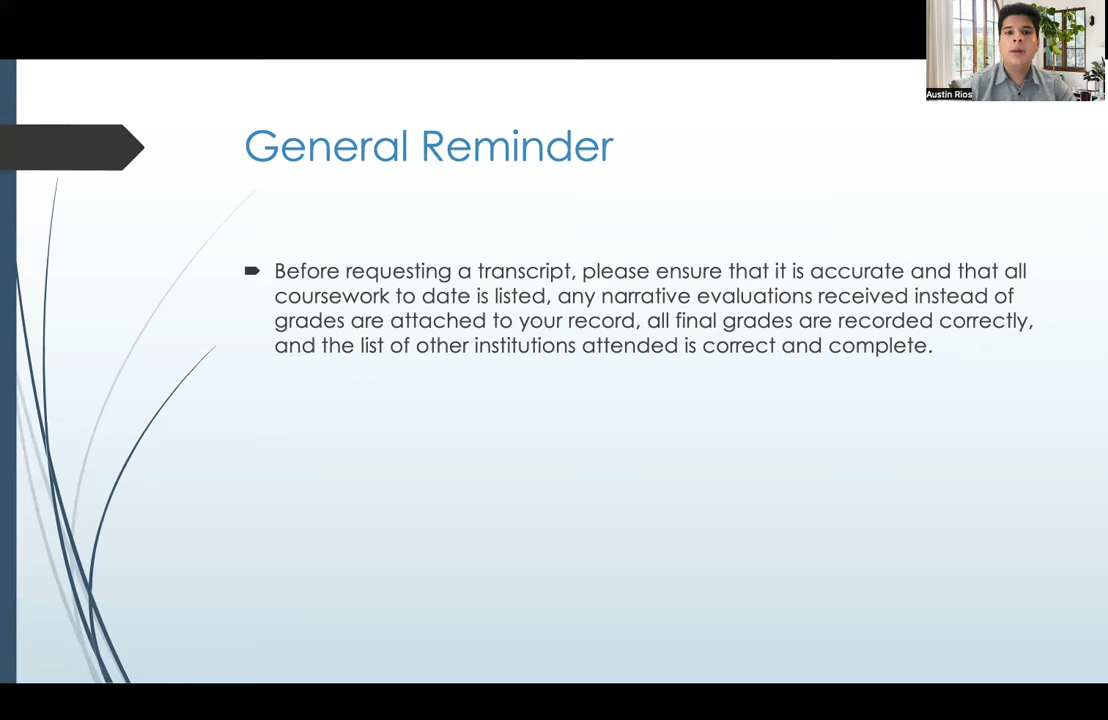 Austin Rios
General Reminder
Before requesting a transcript, please ensure that it is accurate and that all
coursework to date is listed, any narrative evaluations received instead of
grades are attached to your record, all final grades are recorded correctly,
and the list of other institutions attended is correct and complete.